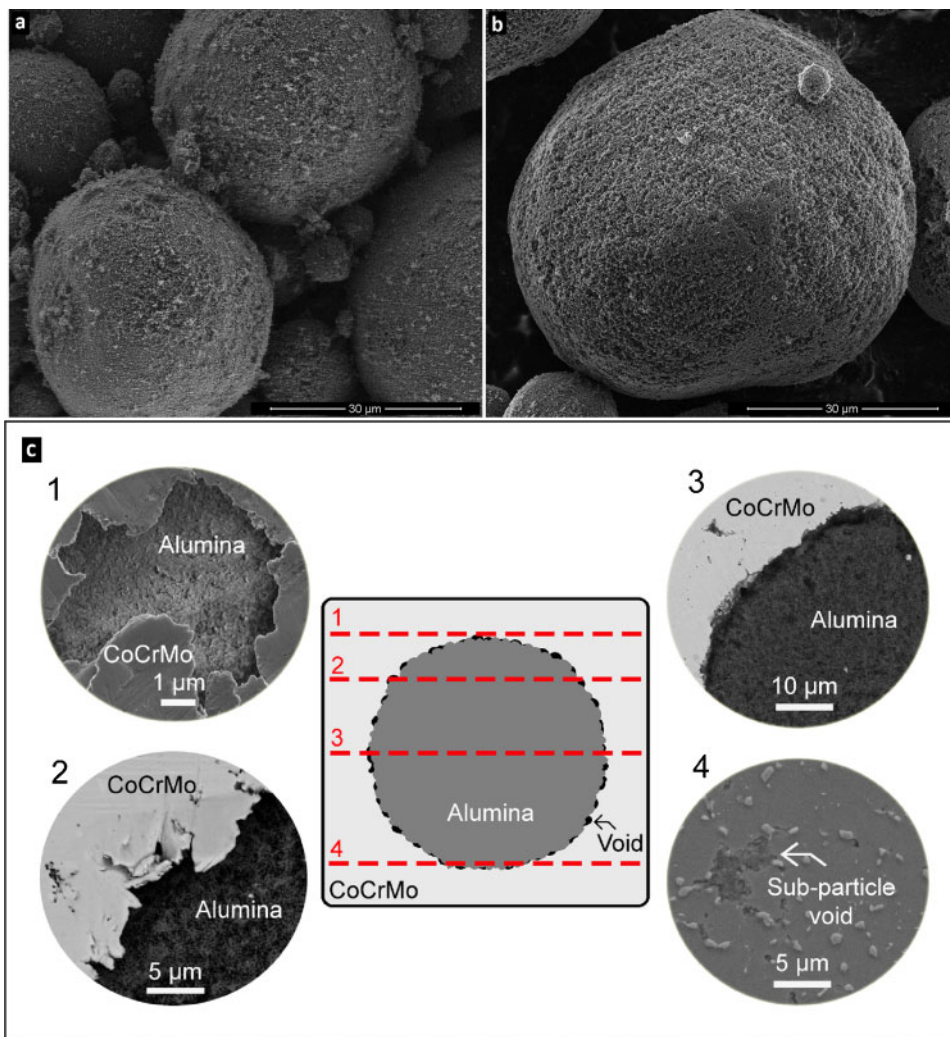 a
b
30 µm
30 µm
c
1
Alumina
CoCrMo
1 µm
2
CoCrMo
Alumina
5 µm
1
2
3
Alumina
Void
4
CoCrMo
3
CoCrMo
Alumina
10 µm
4
Sub-particle
void
5 µm